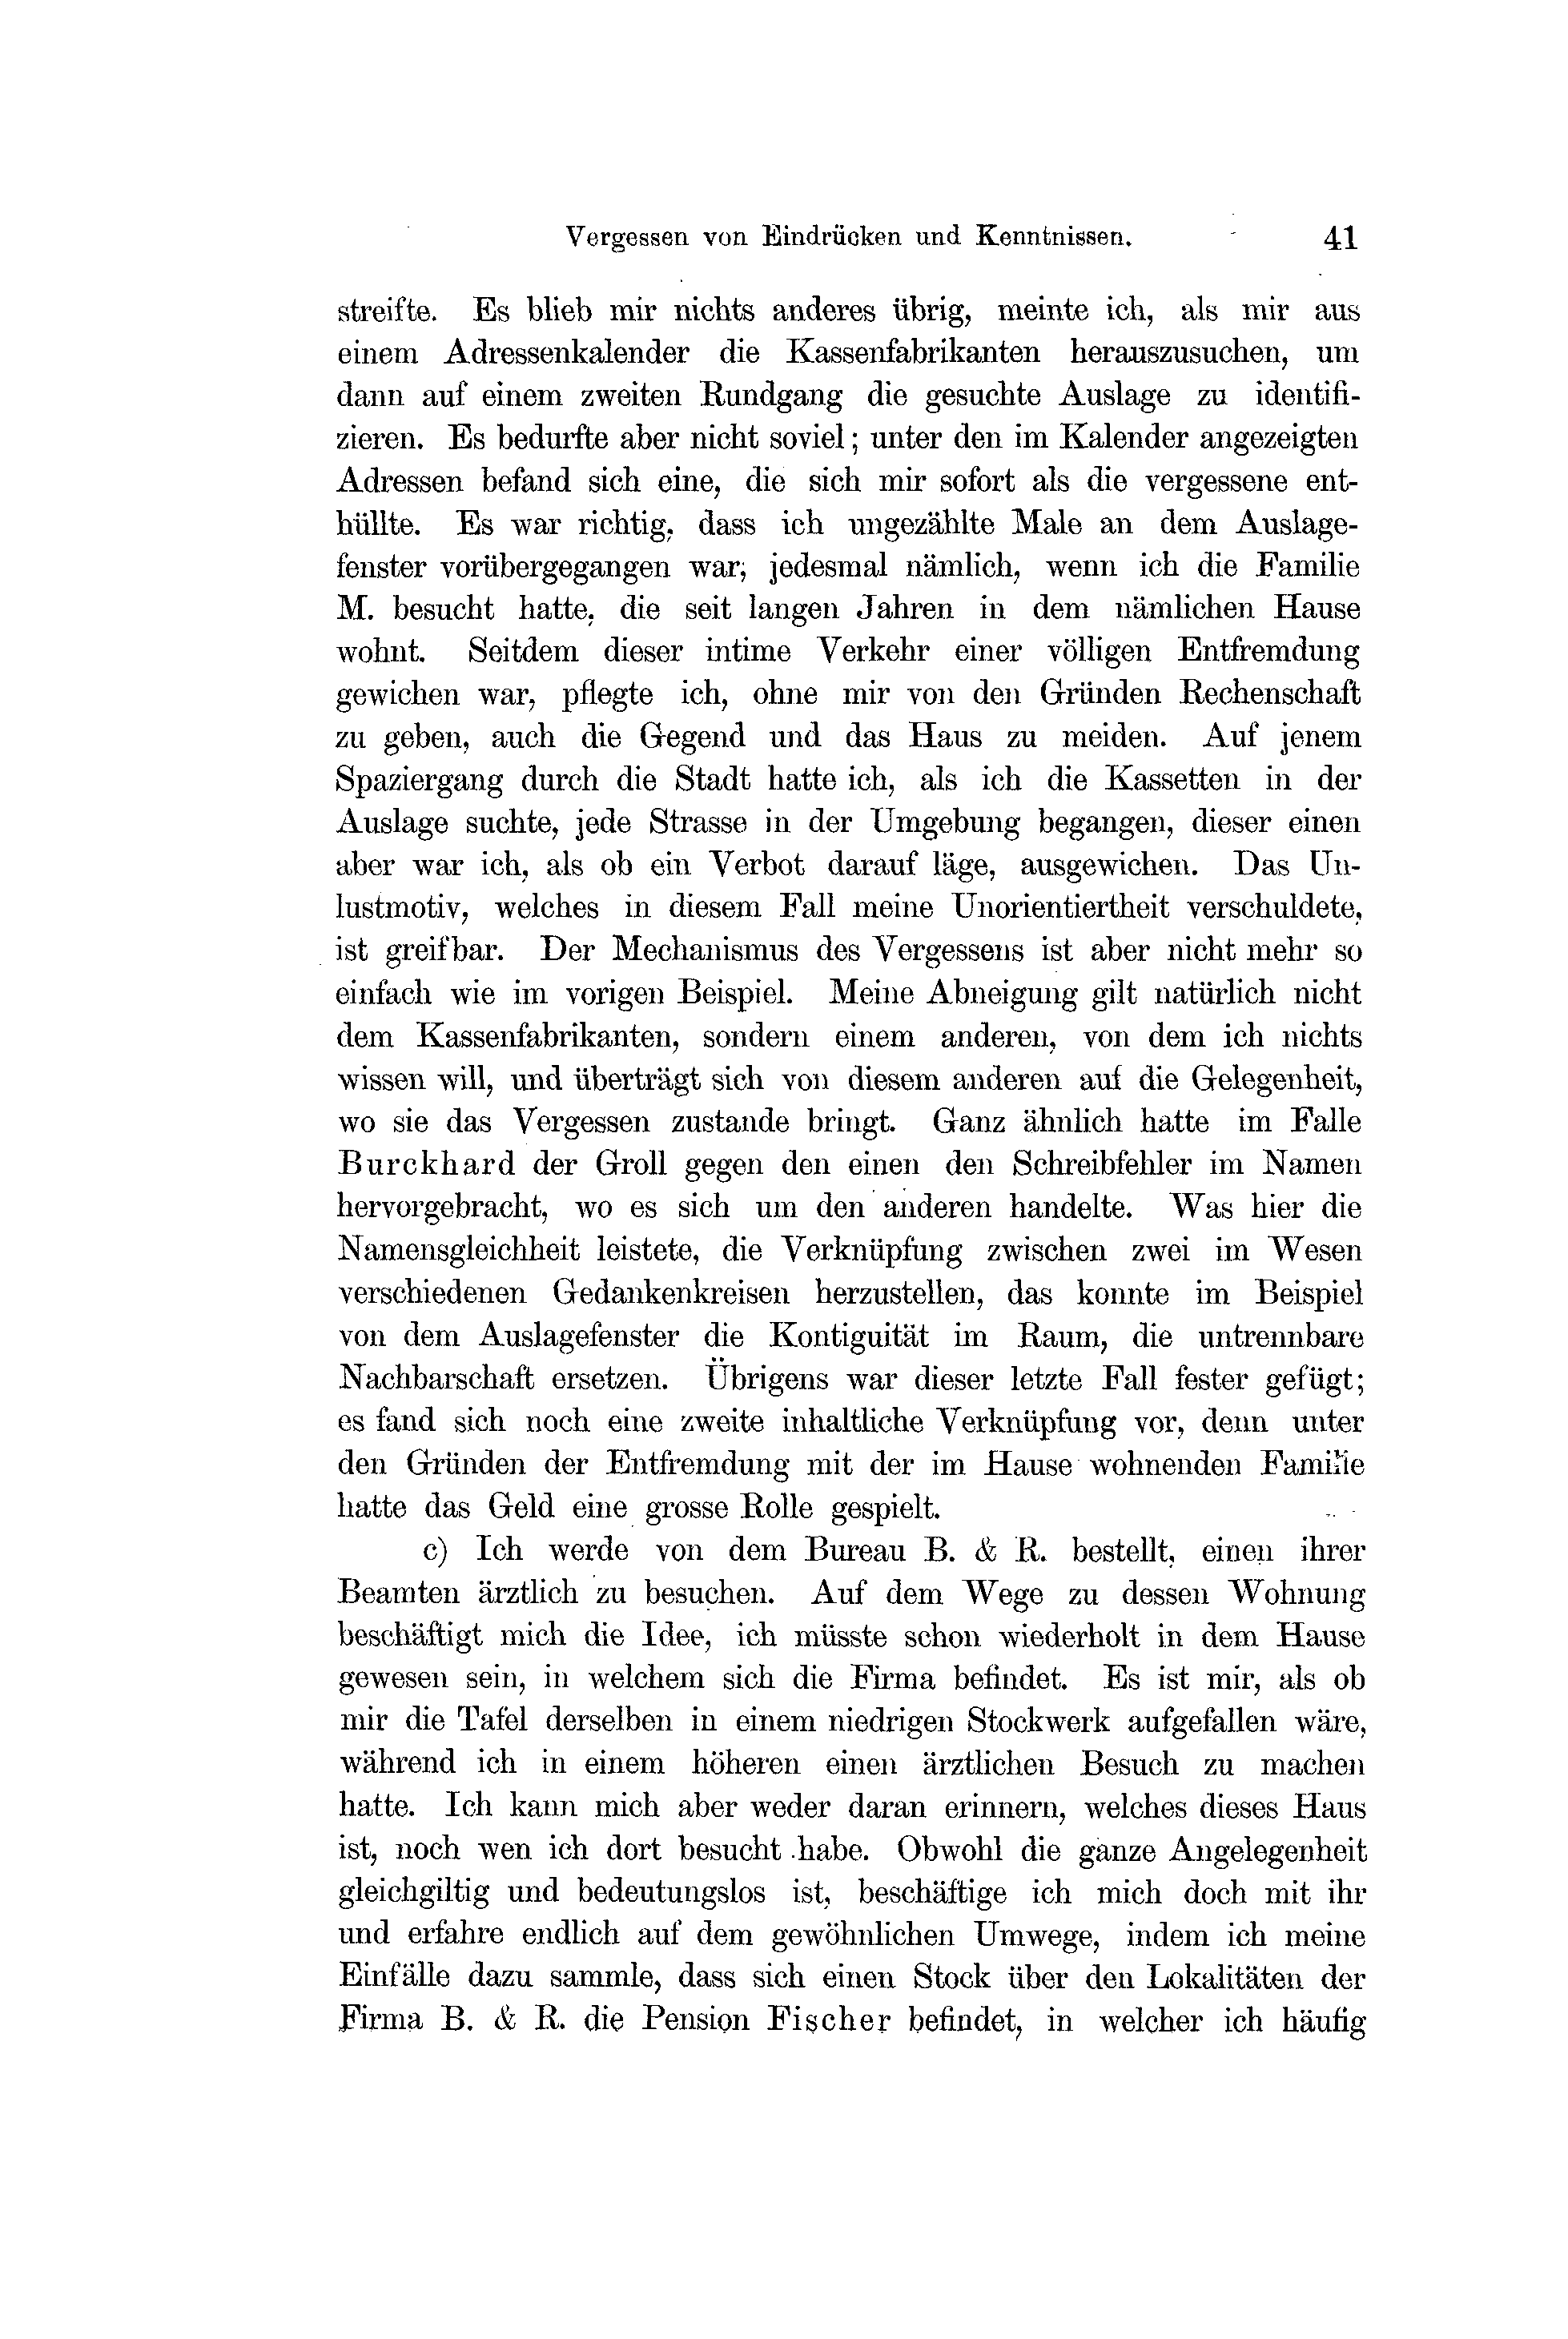 Vergessen von Eindrücken und Kenntnissen. 41
streifte. Es blieb mir nichts anderes übrig, meinte ich, als mir aus
einem Adressenkalender die Kassenfabrikanten herauszusuchen, um
dann auf einem zweiten Rundgang die gesuchte Auslage zu identifi-
zieren. Es bedurfte aber nicht soviel; unter den im Kalender angezeigten
Adressen befand sich eine, die sich mir sofort als die vergessene ent-
hüllte. Es war richtig, dass ich ungezählte Male an dem Auslage-
fenster vorübergegangen war, jedesmal nämlich, wenn ich die Familie
M. besucht hatte, die seit langen Jahren in dem nämlichen Hause
wohnt. Seitdem dieser intime Verkehr einer völligen Entfremdung
gewichen war, pflegte ich, ohne mir von den Gründen Rechenschaft
zu geben, auch die Gegend und das Haus zu meiden. Auf jenem
Spaziergang durch die Stadt hatte ich, als ich die Kassetten in der
Auslage suchte, jede Strasse in der Umgebung begangen, dieser einen
aber war ich, als ob ein Verbot darauf läge, ausgewichen. Das Un-
lustmotiv, welches in diesem Fall meine Unorientiertheit verschuldete,
ist greifbar. Der Mechanismus des Vergessens ist aber nicht mehr so
einfach wie im vorigen Beispiel. Meine Abneigung gilt natürlich nicht
dem Kassenfabrikanten, sondern einem anderen, von dem ich nichts
wissen will, und überträgt sich von diesem anderen auf die Gelegenheit,
wo sie das Vergessen zustande bringt. Ganz ähnlich hatte im Falle
Burckhard der Groll gegen den einen den Schreibfehler im Namen
hervorgebracht, wo es sich um den anderen handelte. Was hier die
Namensgleichheit leistete, die Verknüpfung zwischen zwei im Wesen
verschiedenen Gedankenkreisen herzustellen, das konnte im Beispiel
von dem Auslagefenster die Kontiguität im Raum, die untrennbare
Nachbarschaft ersetzen. Übrigens war dieser letzte Fall fester gefügt;
es fand sich noch eine zweite inhaltliche Verknüpfung vor, denn unter
den Gründen der Entfremdung mit der im Hause wohnenden Familie
hatte das Geld eine grosse Rolle gespielt.
c) Ich werde von dem Bureau B. & R. bestellt, einen ihrer
Beamten ärztlich zu besuchen. Auf dem Wege zu dessen Wohnung
beschäftigt mich die Idee, ich müsste schon wiederholt in dem Hause
gewesen sein, in welchem sich die Firma befindet. Es ist mir, als ob
mir die Tafel derselben in einem niedrigen Stockwerk aufgefallen wäre,
während ich in einem höheren einen ärztlichen Besuch zu machen
hatte. Ich kann mich aber weder daran erinnern, welches dieses Haus
ist, noch wen ich dort besucht habe. Obwohl die ganze Angelegenheit
gleichgiltig und bedeutungslos ist, beschäftige ich mich doch mit ihr
und erfahre endlich auf dem gewöhnlichen Umwege, indem ich meine
Einfälle dazu sammle, dass sich einen Stock über den Lokalitäten der
Firma B. & R. die Pension Fischer befindet, in welcher ich häufig